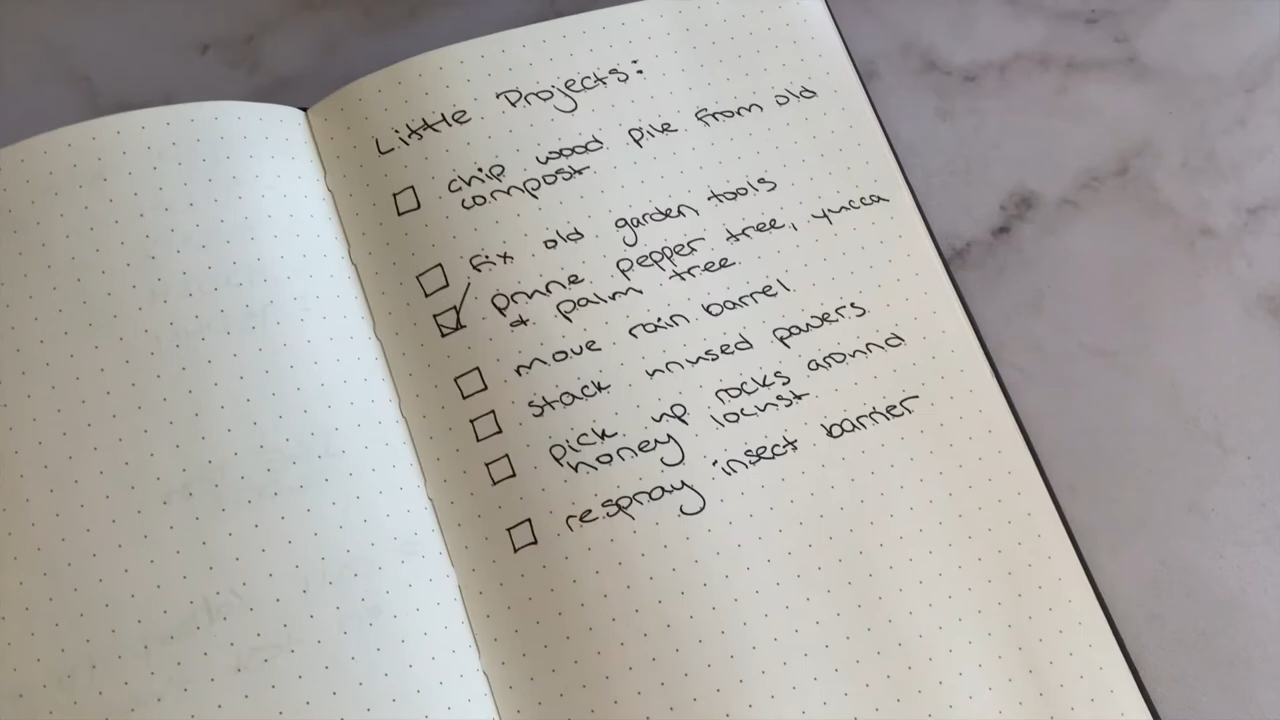 Little Projects:
☐ chip wood pile from old
compost
☐ fix old garden tools
☑ prune pepper tree, yucca
& palm tree
☐ move rain barrel
☐ stack unused pavers
☐ pick up rocks around
honey locust
☐ respray insect barrier